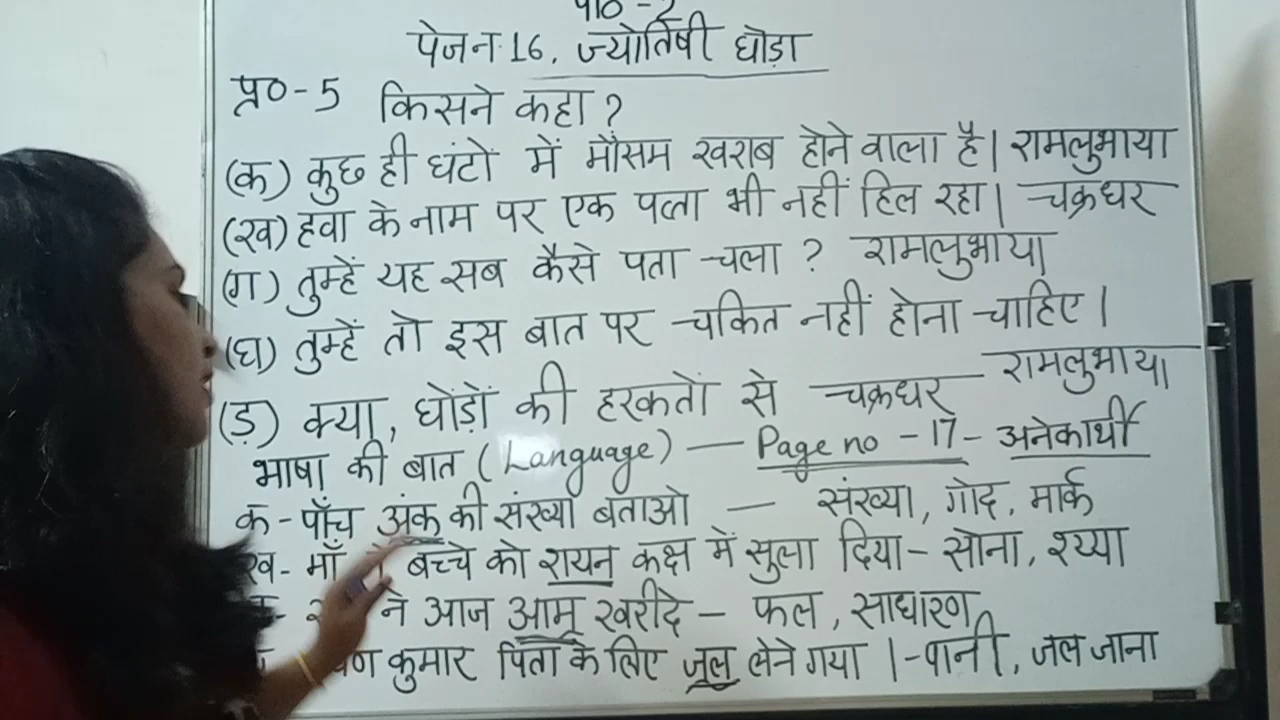 पाठ - 2
पेज न. 16. ज्योतिषी घोड़ा
प्र०-5 किसने कहा ?
(क) कुछ ही घंटों में मौसम खराब होने वाला है। रामलुभाया
(ख) हवा के नाम पर एक पत्ता भी नहीं हिल रहा। चक्रधर
(ग) तुम्हें यह सब कैसे पता चला ? रामलुभाया
(घ) तुम्हें तो इस बात पर चकित नहीं होना चाहिए।
रामलुभाया
(ड़) क्या, घोंड़ों की हरकतों से चक्रधर
भाषा की बात (Language) — Page no - 17 - अनेकार्थी
क - पाँच अंक की संख्या बताओ — संख्या, गोद, मार्क
ख - माँ बच्चे को शयन कक्ष में सुला दिया - सोना, श्य्या
ने आज आम खरीदे - फल, साधारण
कुमार पिता के लिए जल लेने गया । - पानी, जल जाना